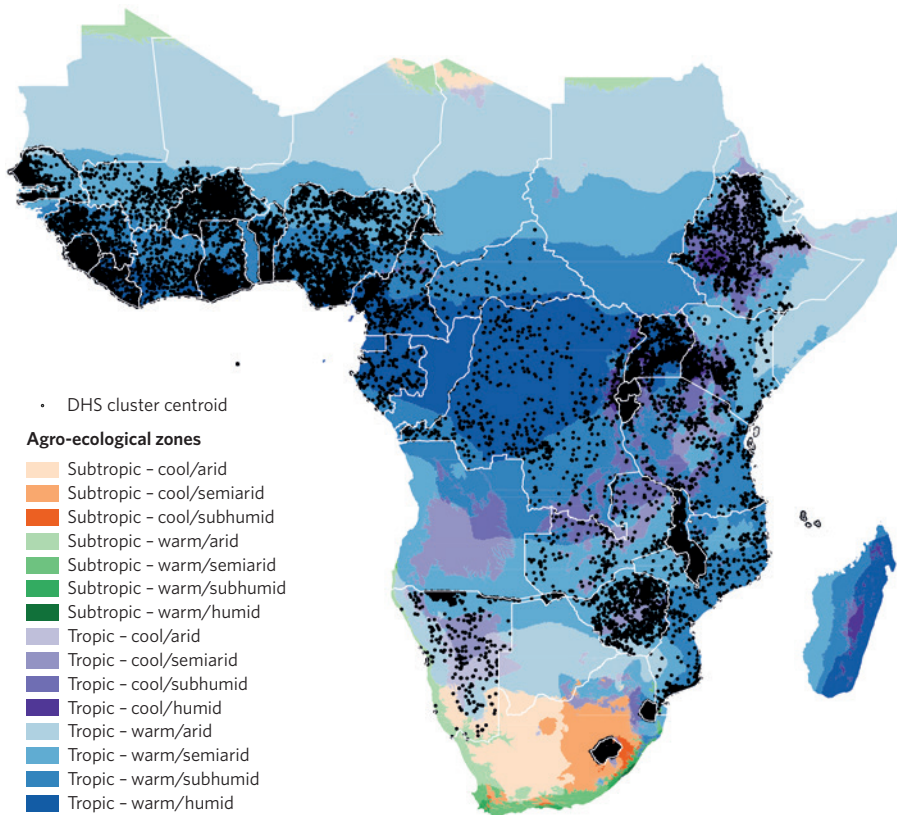 DHS cluster centroid
Agro-ecological zones
Subtropic – cool/arid
Subtropic – cool/semiarid
Subtropic – cool/subhumid
Subtropic – warm/arid
Subtropic – warm/semiarid
Subtropic – warm/subhumid
Subtropic – warm/humid
Tropic – cool/arid
Tropic – cool/semiarid
Tropic – cool/subhumid
Tropic – cool/humid
Tropic – warm/arid
Tropic – warm/semiarid
Tropic – warm/subhumid
Tropic – warm/humid